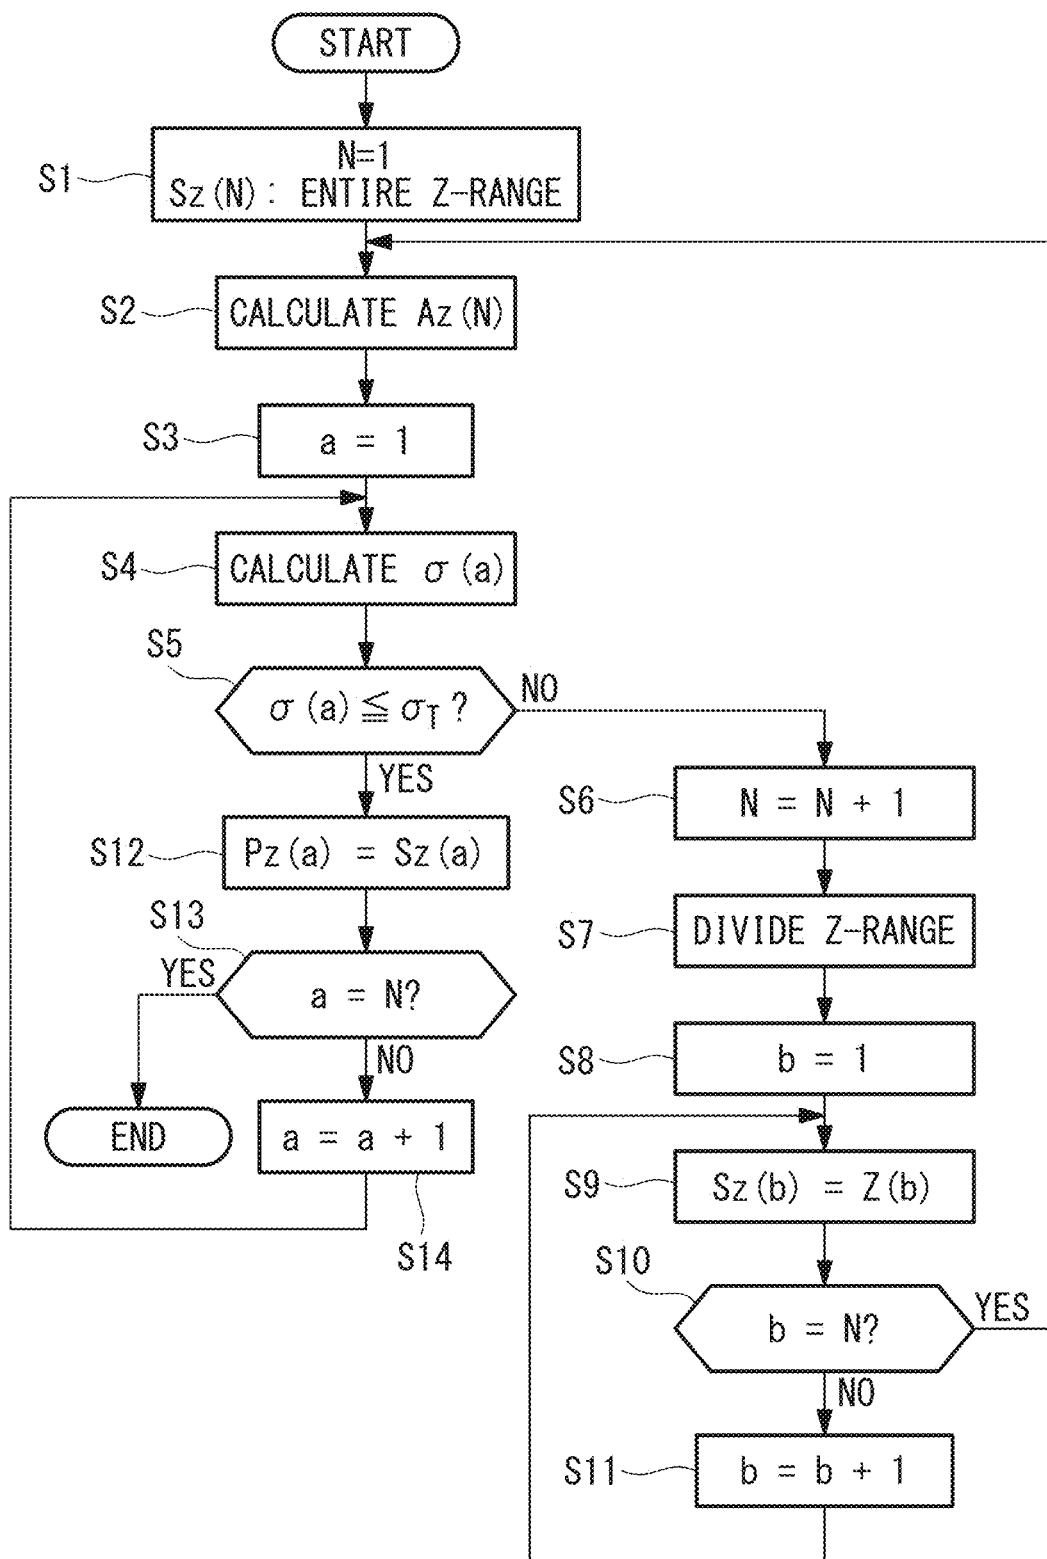 START
S1
N=1
Sz(N): ENTIRE Z-RANGE
S2
CALCULATE Az(N)
S3
a = 1
S4
CALCULATE σ(a)
S5
σ(a) ≦ σT ?
NO
YES
S12
Pz(a) = Sz(a)
S13
YES
a = N?
NO
END
a = a + 1
S14
S6
N = N + 1
S7
DIVIDE Z-RANGE
S8
b = 1
S9
Sz(b) = Z(b)
S10
b = N?
YES
NO
S11
b = b + 1